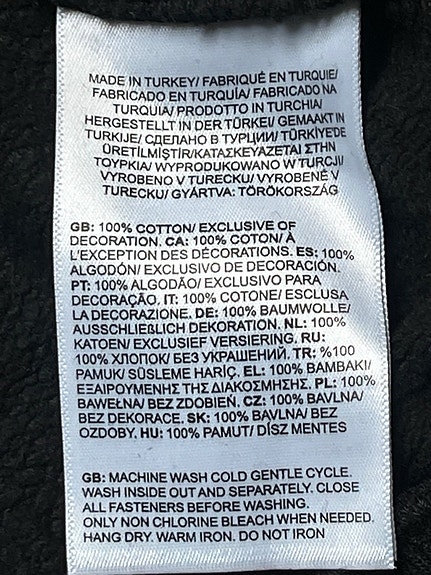 MADE IN TURKEY/ FABRIQUÉ EN TURQUIE/
FABRICADO EN TURQUÍA/ FABRICADO NA
TURQUIA/ PRODOTTO IN TURCHIA/
HERGESTELLT IN DER TÜRKEI/ GEMAAKT IN
TURKIJE/ СДЕЛАНО В ТУРЦИИ/ TÜRKİYE'DE
ÜRETİLMİŞTİR/ΚΑΤΑΣΚΕΥΑΖΕΤΑΙ ΣΤΗΝ
ΤΟΥΡΚΙΑ/ WYPRODUKOWANO W TURCJI/
VYROBENO V TURECKU/ VYROBENÉ V
TURECKU/ GYÁRTVA: TÖRÖKORSZÁG
GB: 100% COTTON/ EXCLUSIVE OF
DECORATION. CA: 100% COTON/ À
L'EXCEPTION DES DÉCORATIONS. ES: 100%
ALGODÓN/ EXCLUSIVO DE DECORACIÓN.
PT: 100% ALGODÃO/ EXCLUSIVO PARA
DECORAÇÃO. IT: 100% COTONE/ ESCLUSA
LA DECORAZIONE. DE: 100% BAUMWOLLE/
AUSSCHLIEßLICH DEKORATION. NL: 100%
KATOEN/ EXCLUSIEF VERSIERING. RU:
100% ХЛОПОК/ БЕЗ УКРАШЕНИЙ. TR: %100
PAMUK/ SÜSLEME HARİÇ. EL: 100% BAMBAKI/
ΕΞΑΙΡΟΥΜΕΝΗΣ ΤΗΣ ΔΙΑΚΟΣΜΗΣΗΣ. PL: 100%
BAWEŁNA/ BEZ ZDOBIEŃ. CZ: 100% BAVLNA/
BEZ DEKORACE. SK: 100% BAVLNA/ BEZ
OZDOBY. HU: 100% PAMUT/ DÍSZ MENTES
GB: MACHINE WASH COLD GENTLE CYCLE.
WASH INSIDE OUT AND SEPARATELY. CLOSE
ALL FASTENERS BEFORE WASHING.
ONLY NON CHLORINE BLEACH WHEN NEEDED.
HANG DRY. WARM IRON. DO NOT IRON